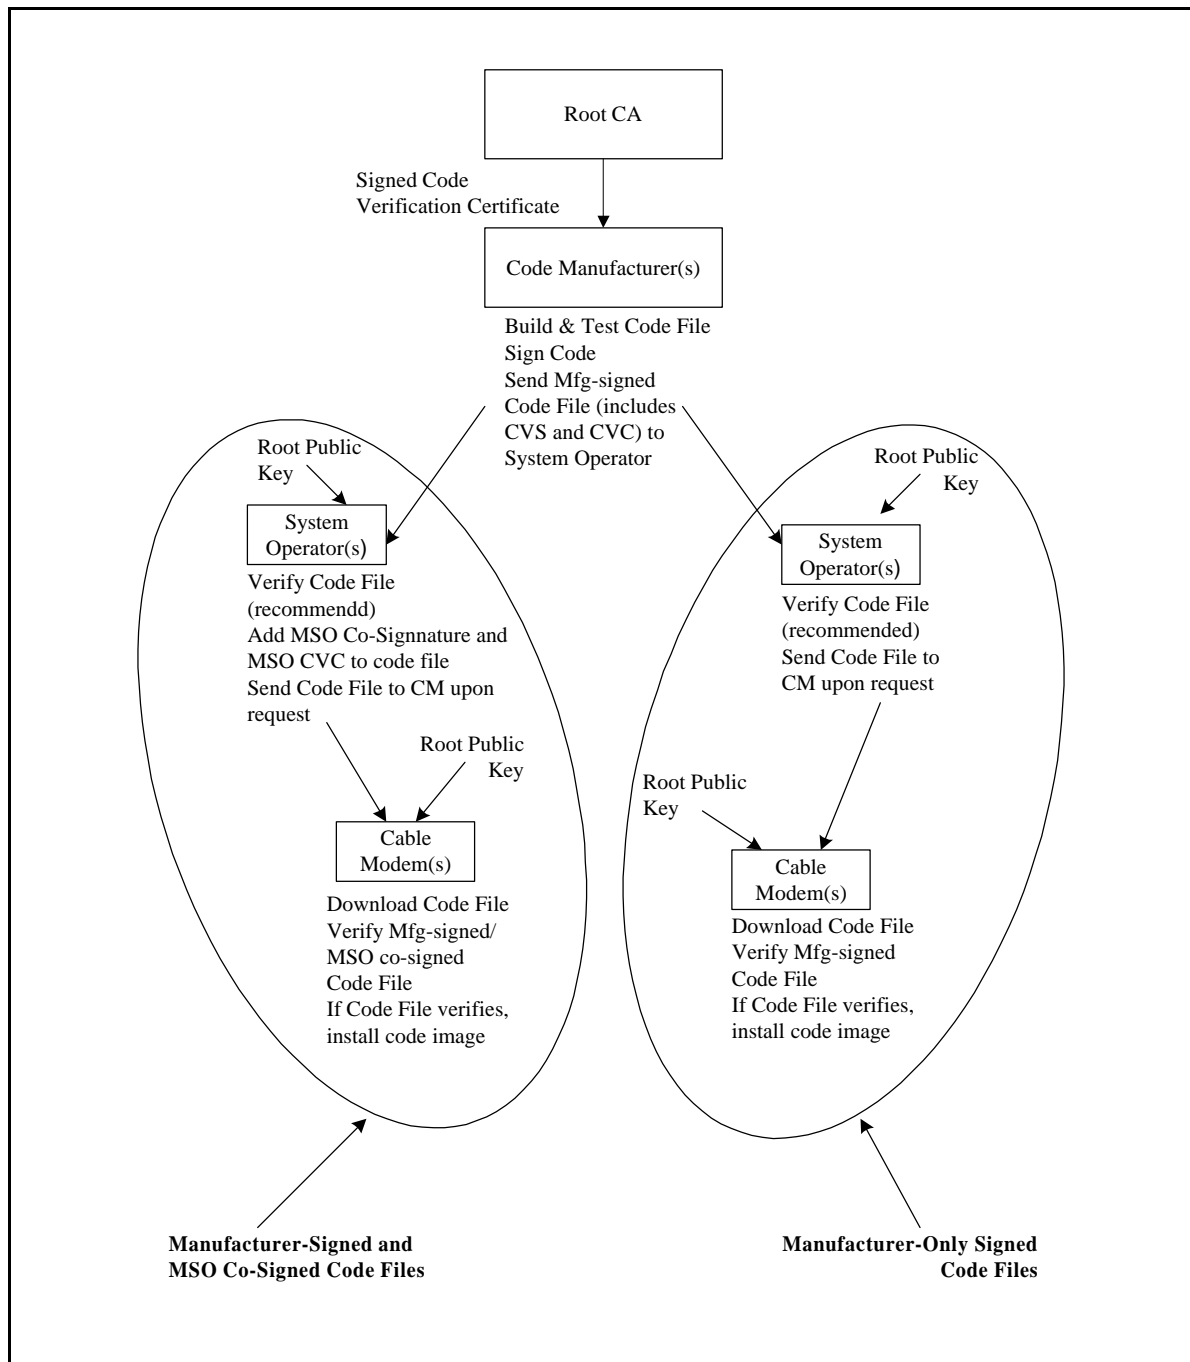 Root CA
Signed Code
Verification Certificate
Code Manufacturer(s)
Build & Test Code File
Sign Code
Send Mfg-signed
Code File (includes
CVS and CVC) to
System Operator
Root Public
Key
System
Operator(s)
Verify Code File
(recommendd)
Add MSO Co-Signnature and
MSO CVC to code file
Send Code File to CM upon
request
Root Public
Key
Cable
Modem(s)
Download Code File
Verify Mfg-signed/
MSO co-signed
Code File
If Code File verifies,
install code image
Manufacturer-Signed and
MSO Co-Signed Code Files
Root Public
Key
System
Operator(s)
Verify Code File
(recommended)
Send Code File to
CM upon request
Root Public
Key
Cable
Modem(s)
Download Code File
Verify Mfg-signed
Code File
If Code File verifies,
install code image
Manufacturer-Only Signed
Code Files